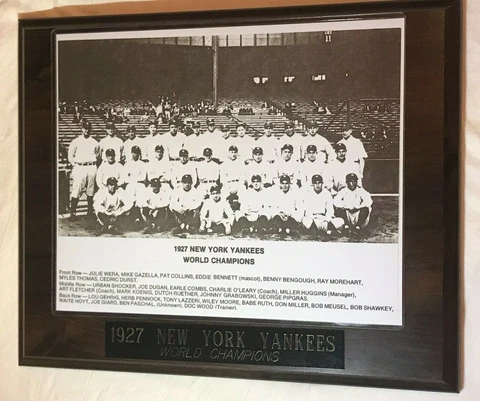 DEC
11
1927 NEW YORK YANKEES
WORLD CHAMPIONS
Front Row — JULIE WERA, MIKE GAZELLA, PAT COLLINS, EDDIE BENNETT (mascot), BENNY BENGOUGH, RAY MOREHART,
MYLES THOMAS, CEDRIC DURST.
Middle Row — URBAN SHOCKER, JOE DUGAN, EARLE COMBS, CHARLIE O'LEARY (Coach), MILLER HUGGINS (Manager),
ART FLETCHER (Coach), MARK KOENIG, DUTCH RUETHER, JOHNNY GRABOWSKI, GEORGE PIPGRAS.
Back Row — LOU GEHRIG, HERB PENNOCK, TONY LAZZERI, WILEY MOORE, BABE RUTH, DON MILLER, BOB MEUSEL, BOB SHAWKEY,
WAITE HOYT, JOE GIARD, BEN PASCHAL, (Unknown), DOC WOOD (Trainer).
1927 NEW YORK YANKEES
WORLD CHAMPIONS